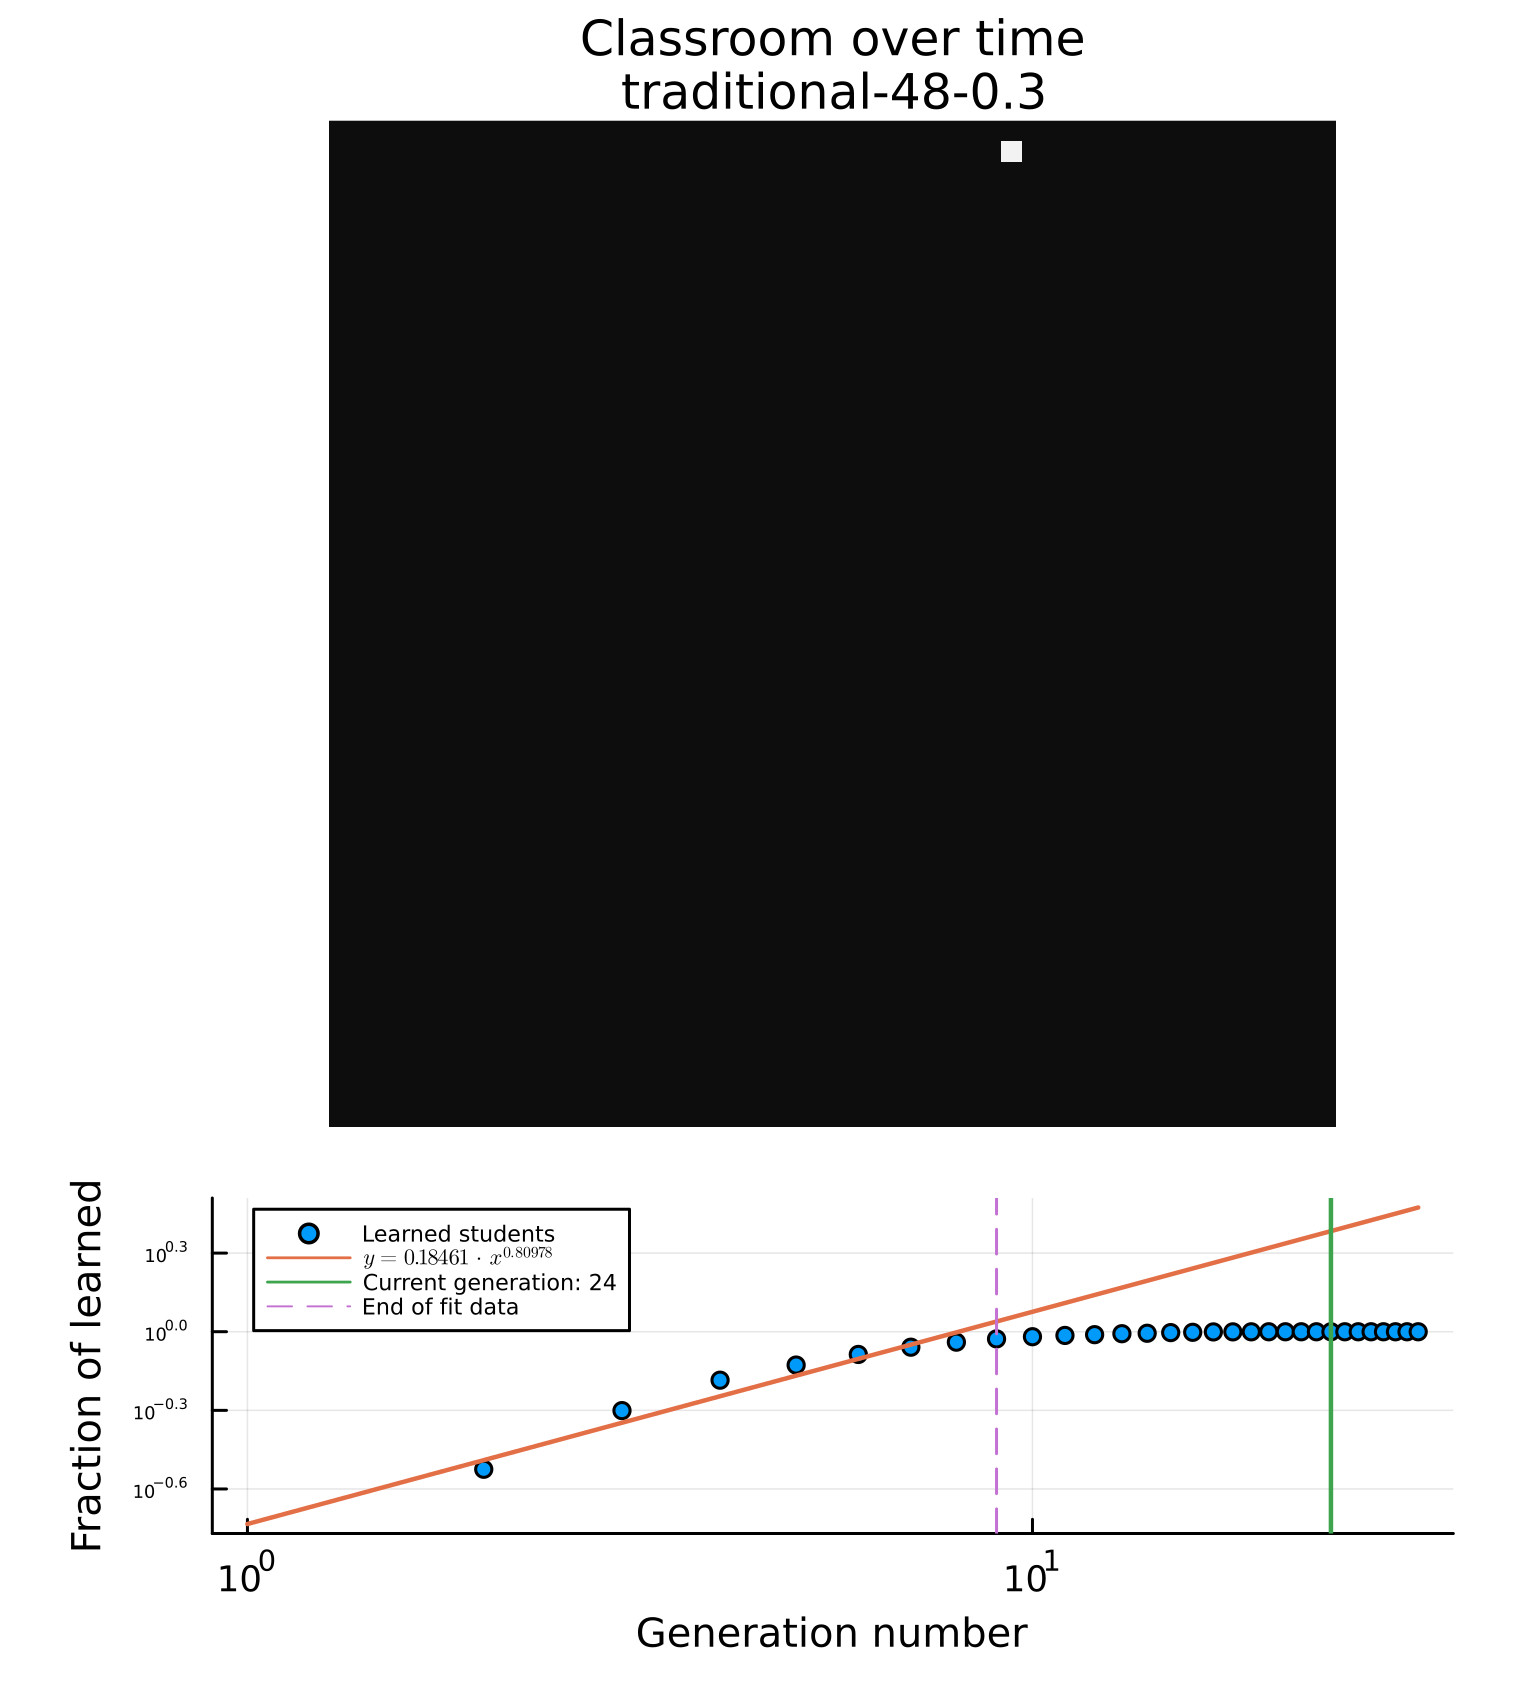 Classroom over time
traditional-48-0.3
Fraction of learned
10^0.3
10^0.0
10^−0.3
10^−0.6
Learned students
y = 0.18461 · x^0.80978
Current generation: 24
End of fit data
10^0
10^1
Generation number